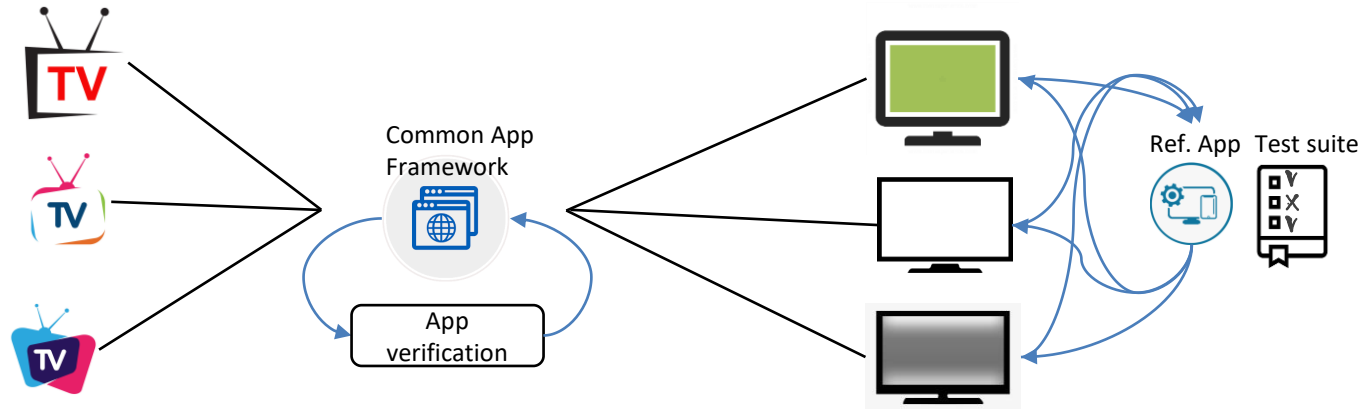 TV
TV
TV
Common App
Framework
App
verification
Ref. App
Test suite